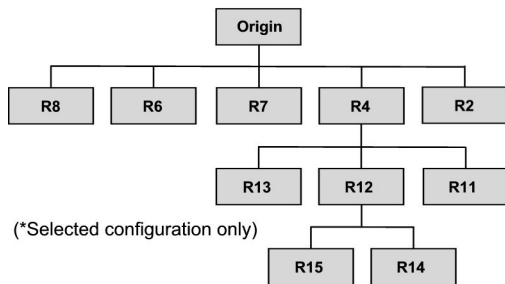 Origin
R8 R6 R7 R4 R2
R13 R12 R11
(*Selected configuration only)
R15 R14